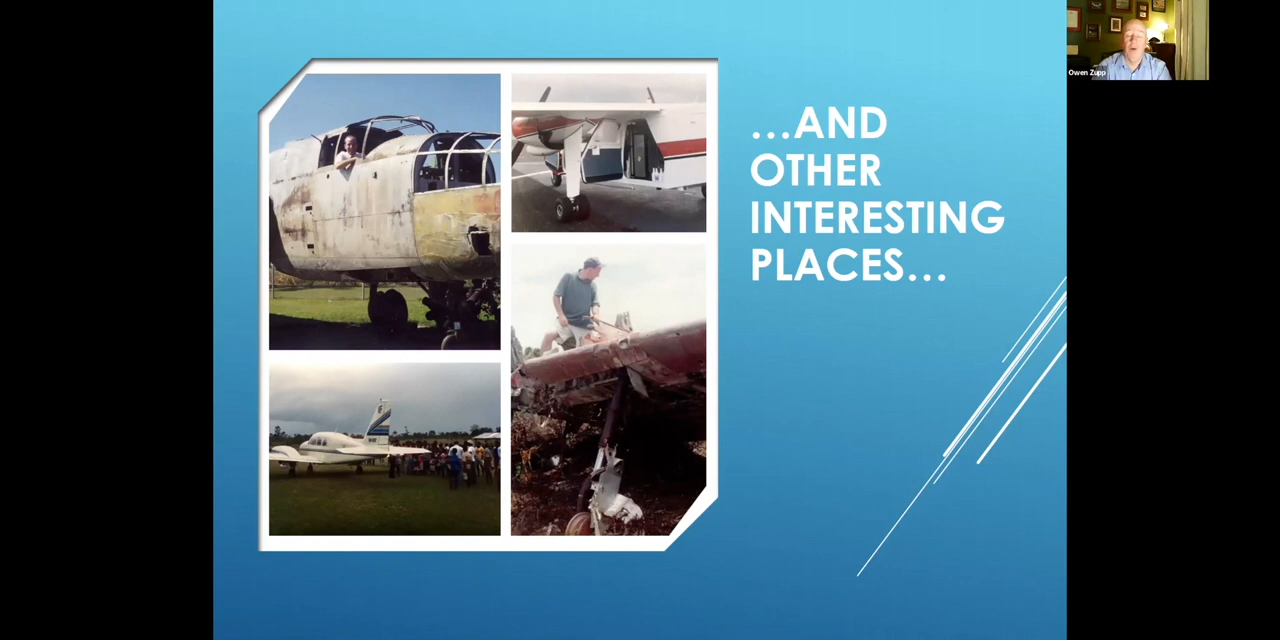 ...AND
OTHER
INTERESTING
PLACES...
Owen Zupp